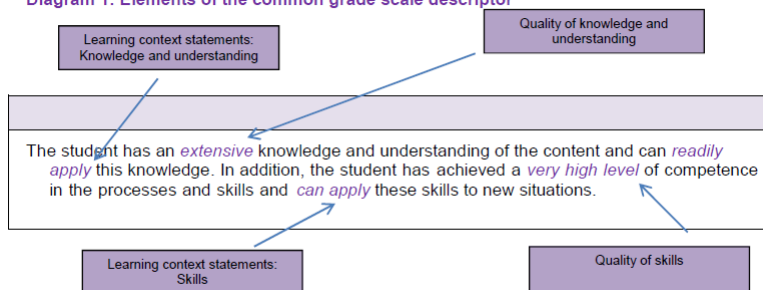 Diagram 1: Elements of the common grade scale descriptor
Learning context statements:
Knowledge and understanding
Quality of knowledge and
understanding
The student has an extensive knowledge and understanding of the content and can readily
apply this knowledge. In addition, the student has achieved a very high level of competence
in the processes and skills and can apply these skills to new situations.
Learning context statements:
Skills
Quality of skills